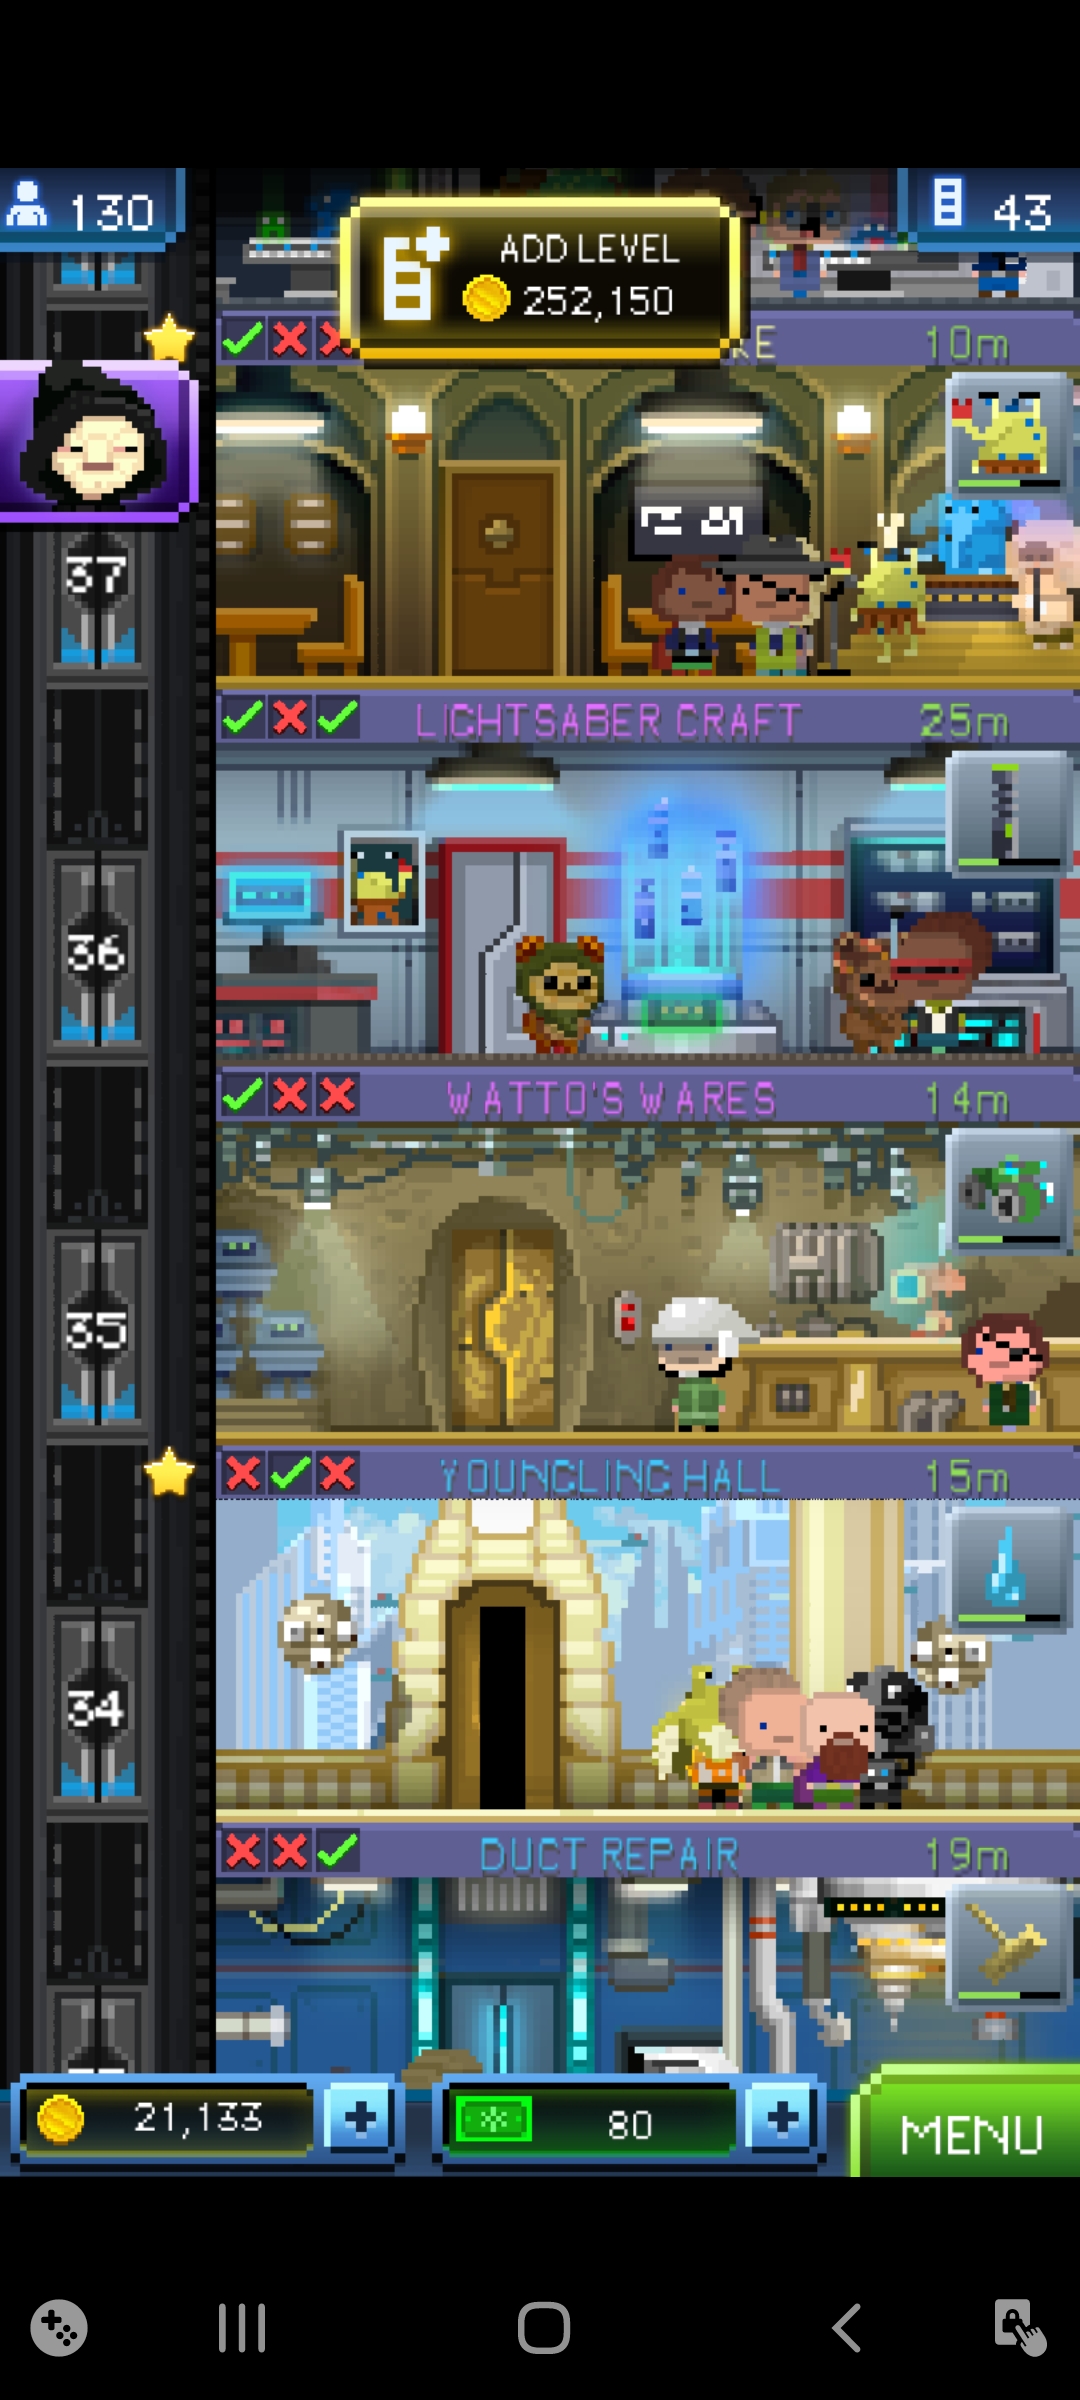 130
43
ADD LEVEL
252,150
KE 10m
37
LIGHTSABER CRAFT 25m
36
WATTO'S WARES 14m
35
YOUNGLING HALL 15m
34
DUCT REPAIR 19m
21,133
80
MENU